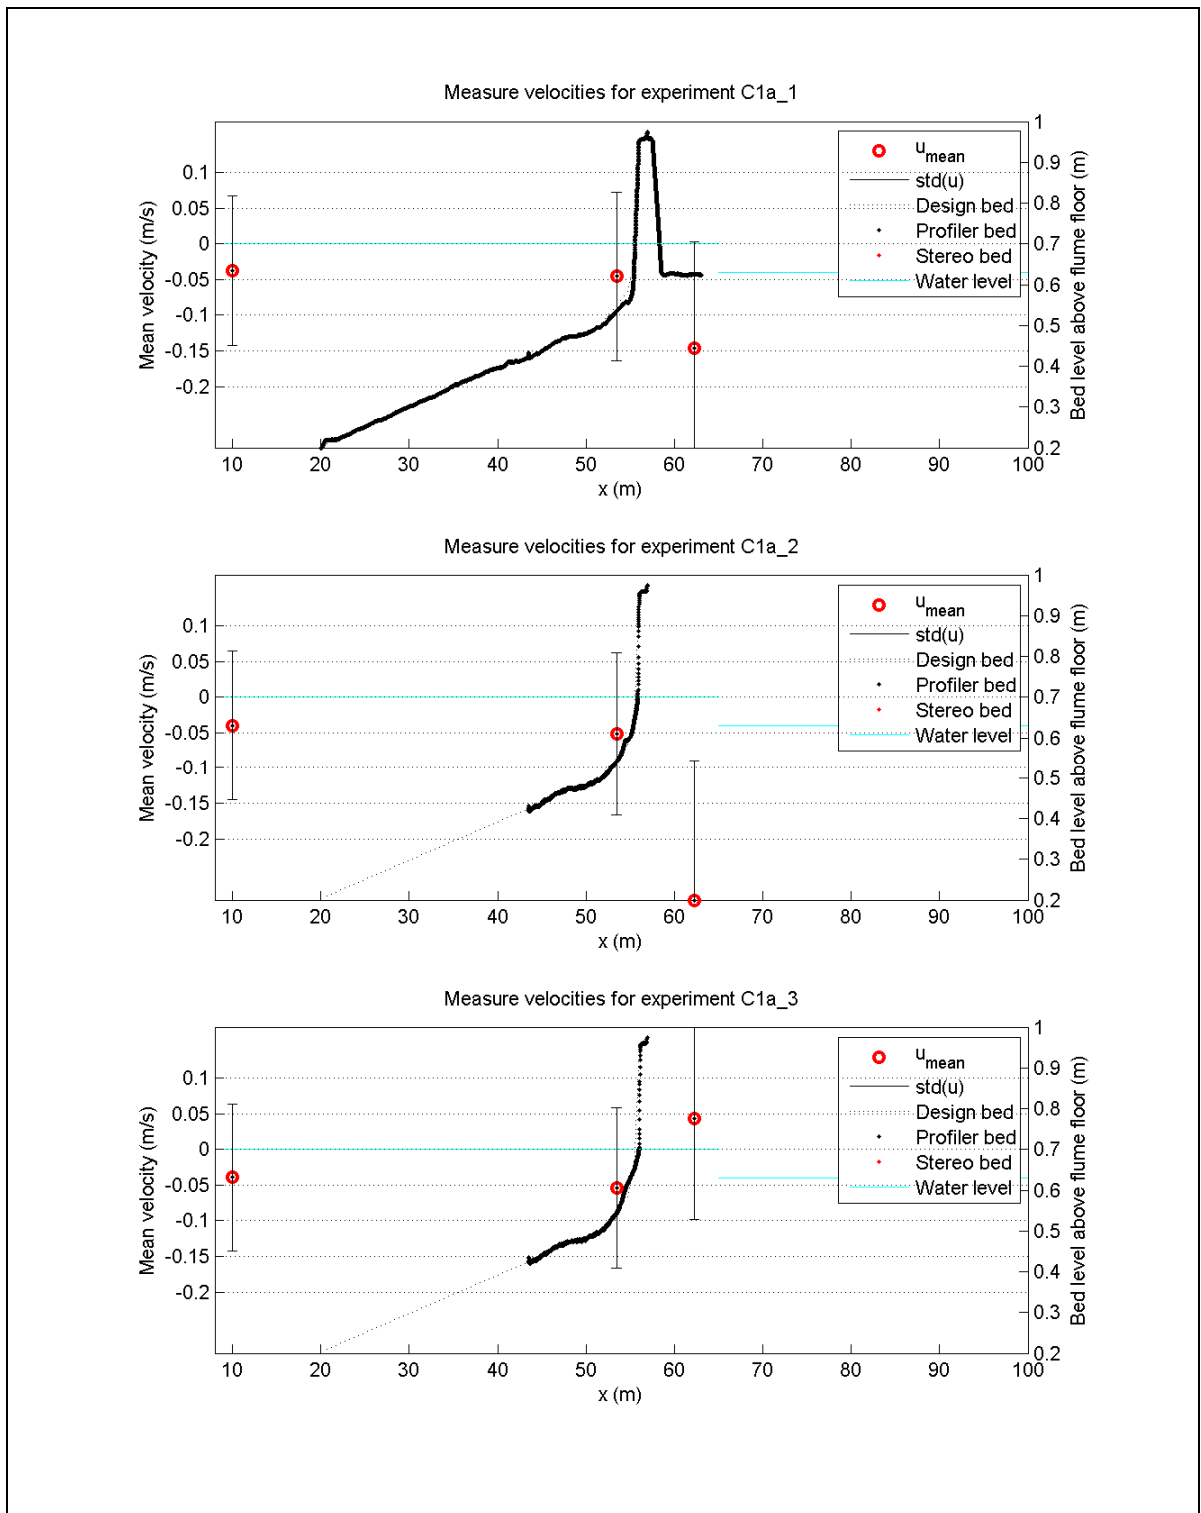 Measure velocities for experiment C1a_1
Mean velocity (m/s)
0.1
0.05
0
-0.05
-0.1
-0.15
-0.2
10 20 30 40 50 60 70 80 90 100
x (m)
1
0.9
0.8
0.7
0.6
0.5
0.4
0.3
0.2
Bed level above flume floor (m)
u_mean
std(u)
Design bed
Profiler bed
Stereo bed
Water level
Measure velocities for experiment C1a_2
Mean velocity (m/s)
0.1
0.05
0
-0.05
-0.1
-0.15
-0.2
10 20 30 40 50 60 70 80 90 100
x (m)
1
0.9
0.8
0.7
0.6
0.5
0.4
0.3
0.2
Bed level above flume floor (m)
u_mean
std(u)
Design bed
Profiler bed
Stereo bed
Water level
Measure velocities for experiment C1a_3
Mean velocity (m/s)
0.1
0.05
0
-0.05
-0.1
-0.15
-0.2
10 20 30 40 50 60 70 80 90 100
x (m)
1
0.9
0.8
0.7
0.6
0.5
0.4
0.3
0.2
Bed level above flume floor (m)
u_mean
std(u)
Design bed
Profiler bed
Stereo bed
Water level